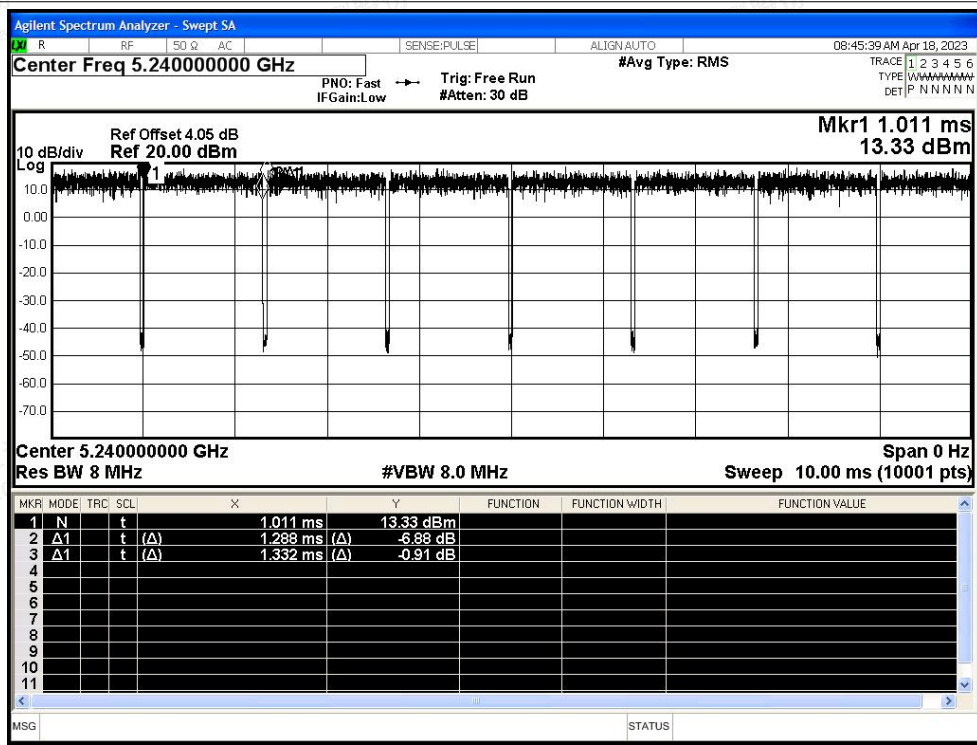 Agilent Spectrum Analyzer - Swept SA
LXI R RF 50 Ω AC SENSE:PULSE ALIGN AUTO 08:45:39 AM Apr 18, 2023
Center Freq 5.240000000 GHz #Avg Type: RMS TRACE 1 2 3 4 5 6
PNO: Fast Trig: Free Run TYPE WWWWWW
IFGain:Low #Atten: 30 dB DET P N N N N N
Mkr1 1.011 ms
Ref Offset 4.05 dB
10 dB/div Ref 20.00 dBm 13.33 dBm
Log
10.0
0.00
-10.0
-20.0
-30.0
-40.0
-50.0
-60.0
-70.0
Center 5.240000000 GHz Span 0 Hz
Res BW 8 MHz #VBW 8.0 MHz Sweep 10.00 ms (10001 pts)
MKR MODE TRC SCL X Y FUNCTION FUNCTION WIDTH FUNCTION VALUE
1 N t 1.011 ms 13.33 dBm
2 Δ1 t (Δ) 1.288 ms (Δ) -6.88 dB
3 Δ1 t (Δ) 1.332 ms (Δ) -0.91 dB
4
5
6
7
8
9
10
11
MSG STATUS